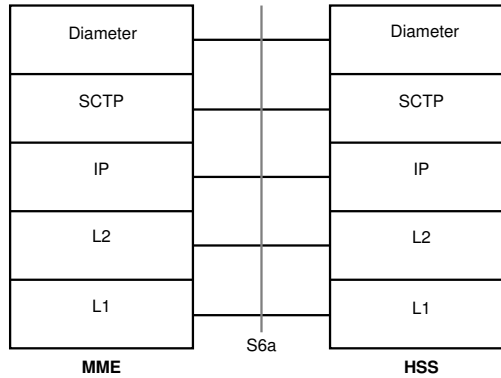 Diameter
Diameter
SCTP
SCTP
IP
IP
L2
L2
L1
L1
S6a
MME
HSS